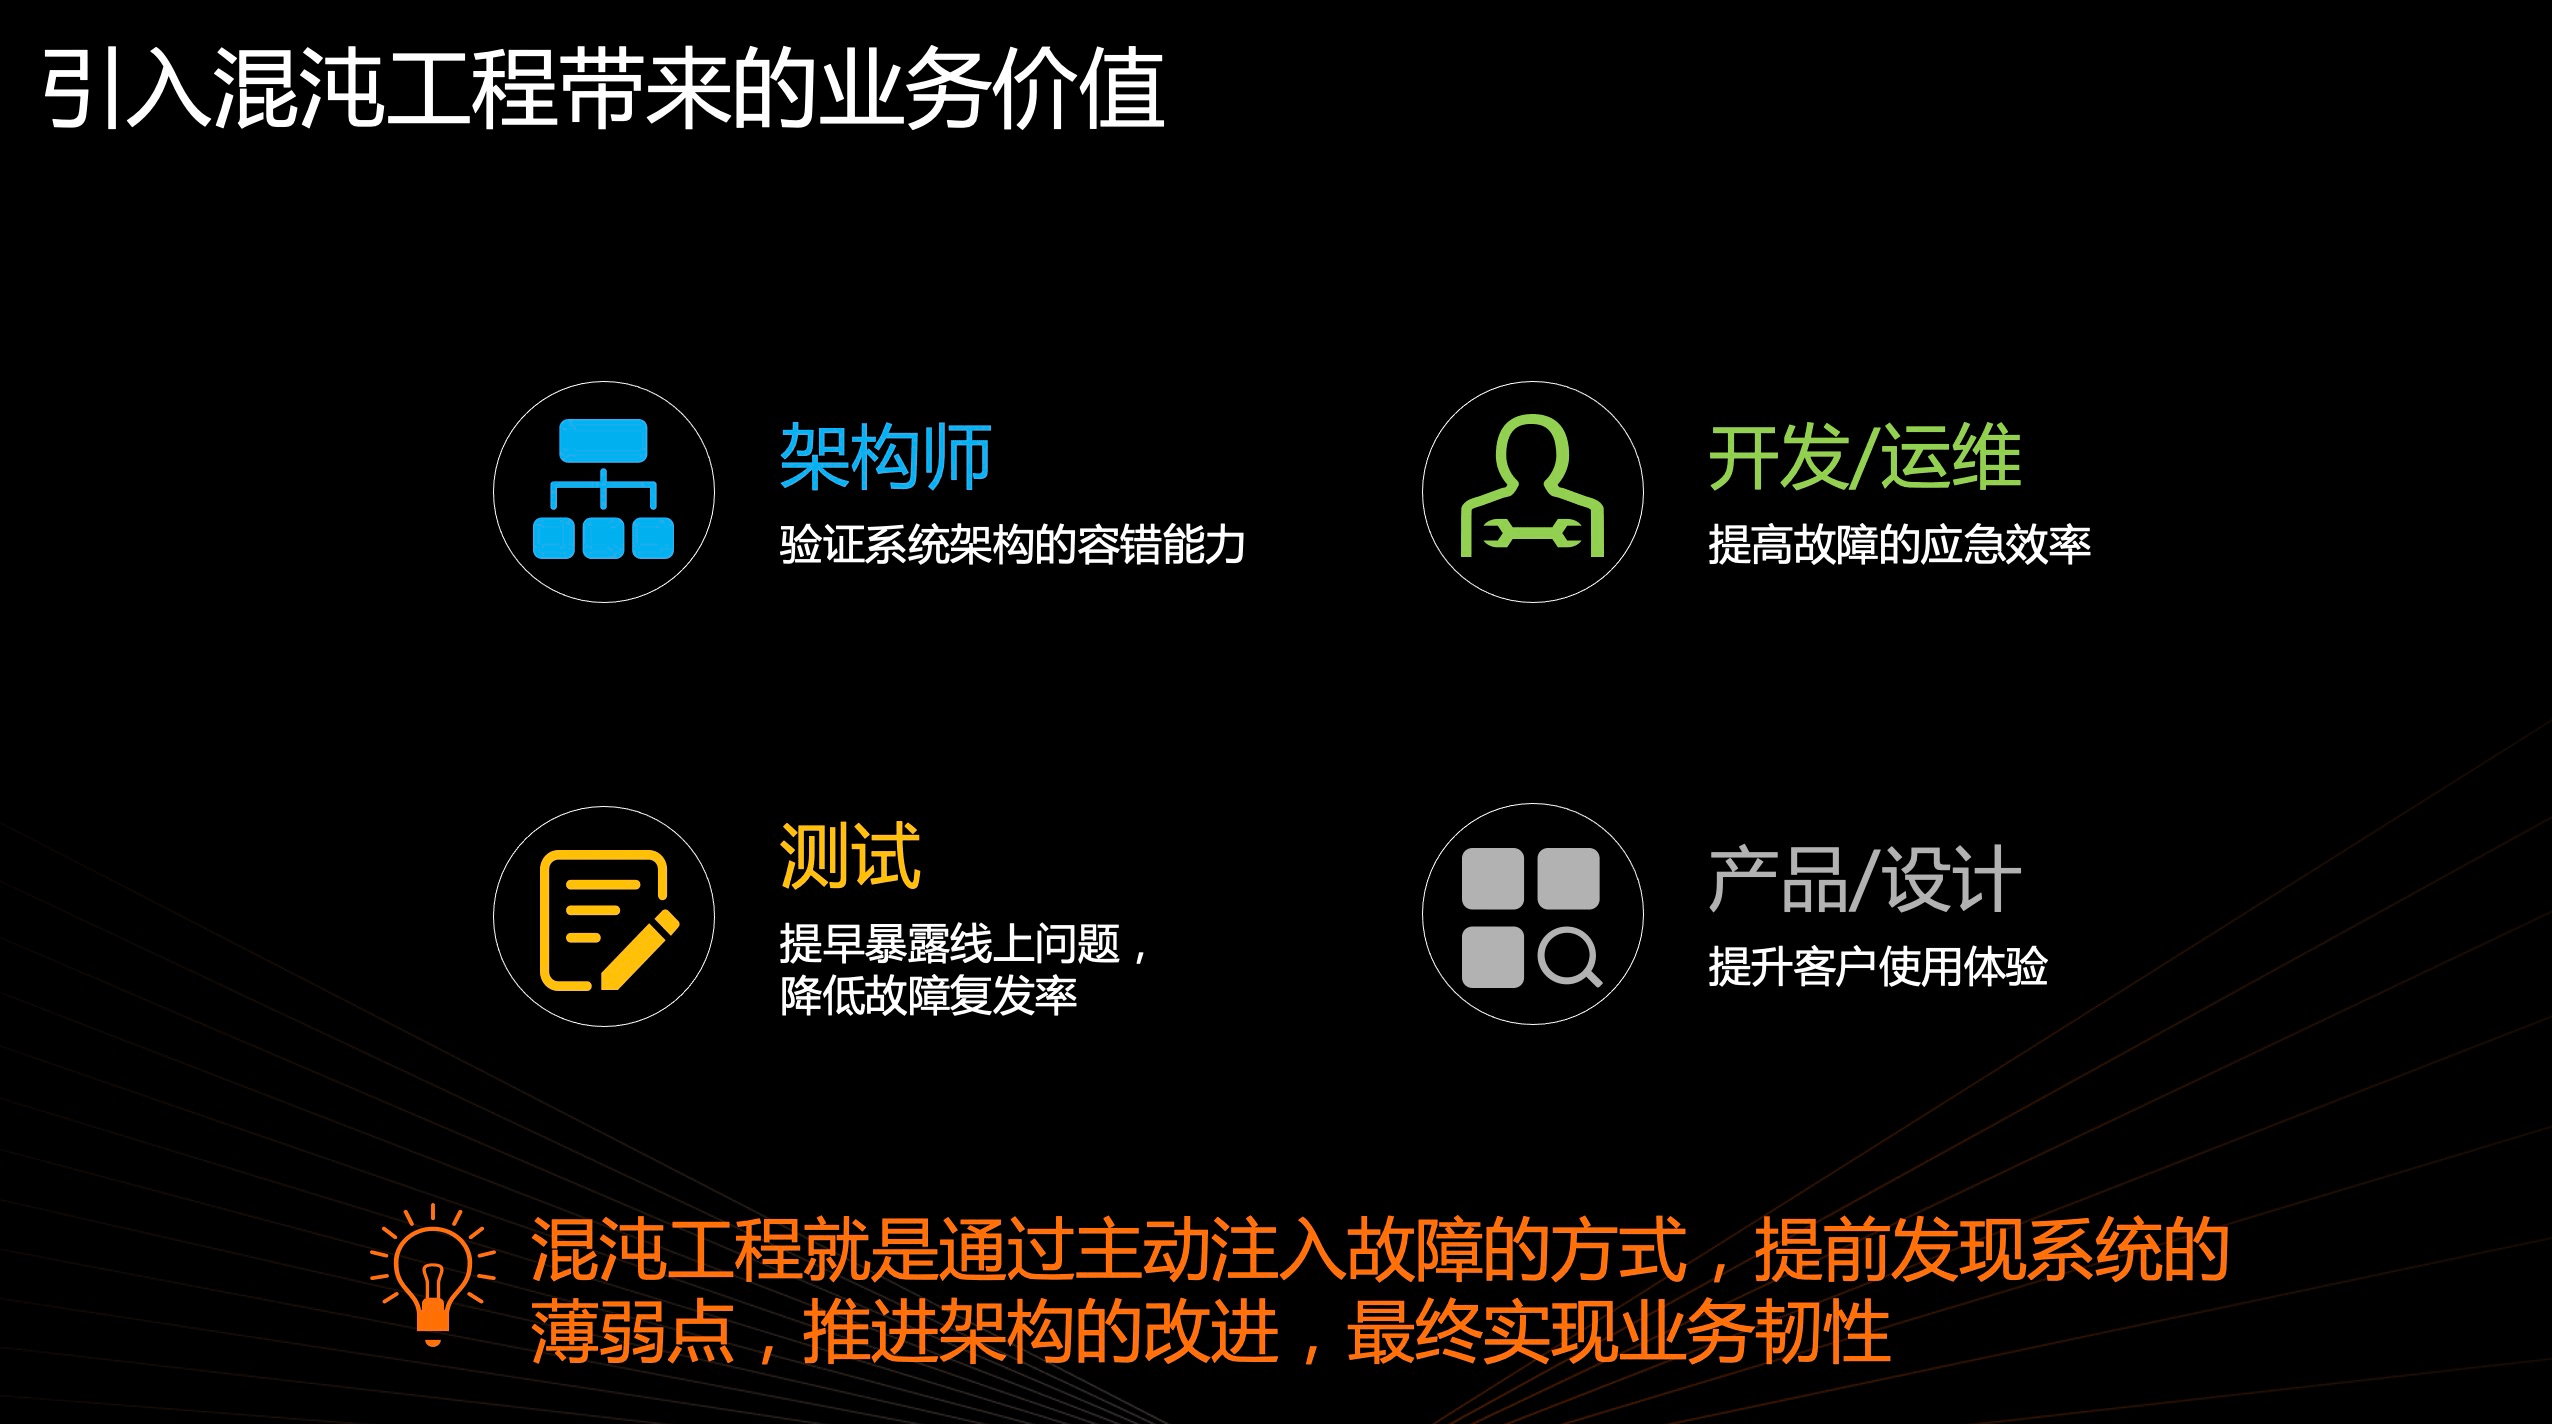 引入混沌工程带来的业务价值
架构师
验证系统架构的容错能力
开发/运维
提高故障的应急效率
测试
提早暴露线上问题，
降低故障复发率
产品/设计
提升客户使用体验
混沌工程就是通过主动注入故障的方式，提前发现系统的
薄弱点，推进架构的改进，最终实现业务韧性